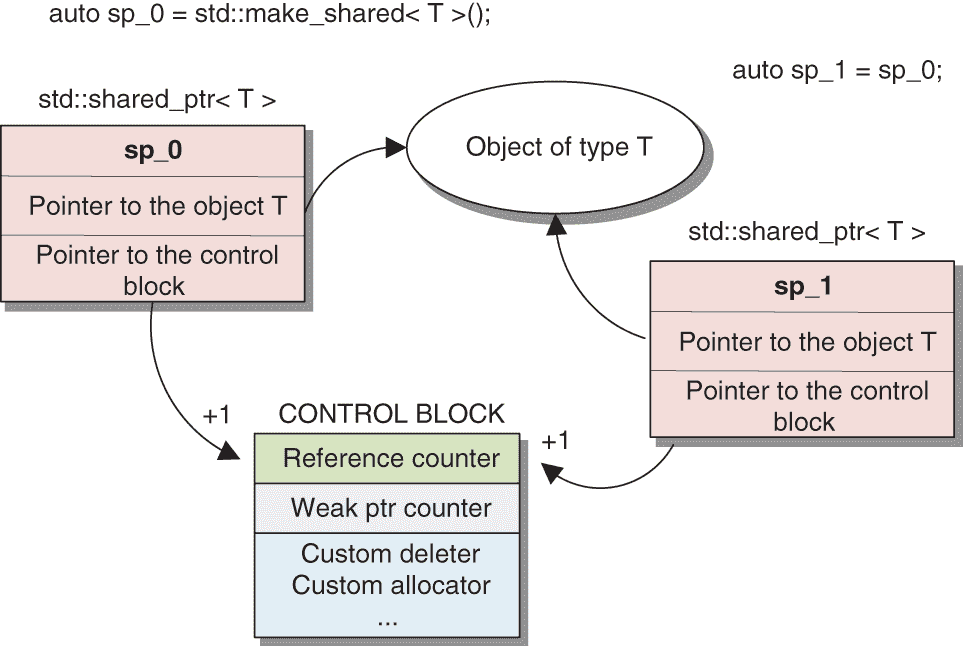 auto sp_0 = std::make_shared< T >();
auto sp_1 = sp_0;
std::shared_ptr< T >
sp_0
Pointer to the object T
Pointer to the control
block
Object of type T
std::shared_ptr< T >
sp_1
Pointer to the object T
Pointer to the control
block
+1
CONTROL BLOCK
+1
Reference counter
Weak ptr counter
Custom deleter
Custom allocator
...